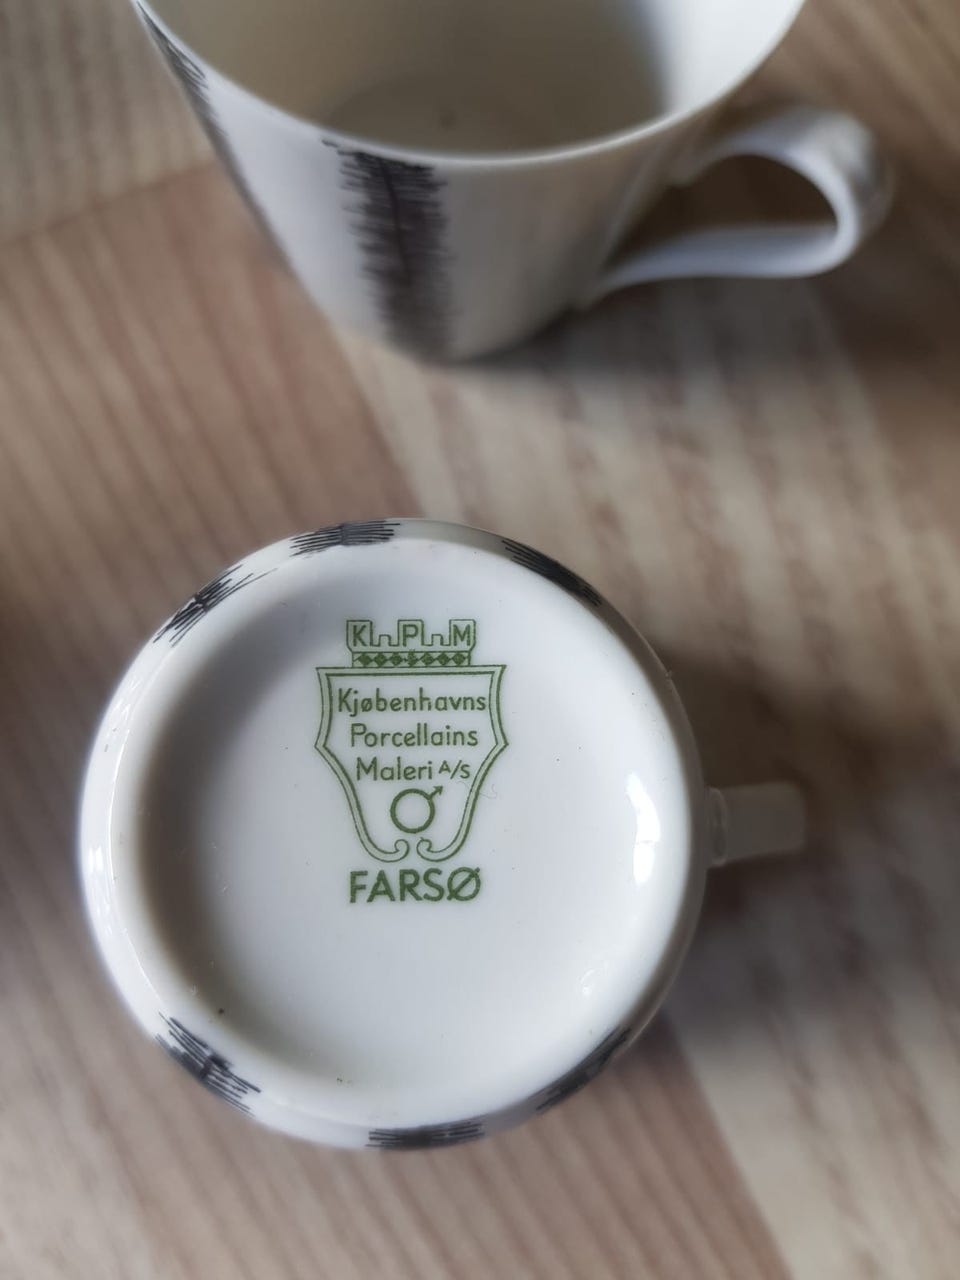 KPM
Kjøbenhavns
Porcellains
Maleri A/s
FARSØ